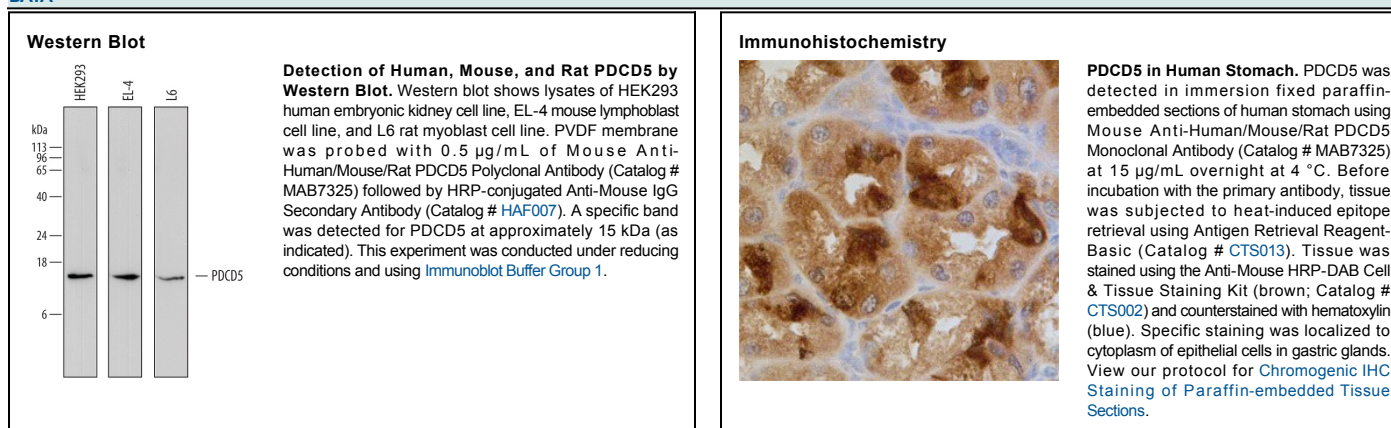 DATA
Western Blot
HEK293
EL-4
L6
kDa
113
96
65
40
24
18
6
PDCD5
Detection of Human, Mouse, and Rat PDCD5 by
Western Blot. Western blot shows lysates of HEK293
human embryonic kidney cell line, EL-4 mouse lymphoblast
cell line, and L6 rat myoblast cell line. PVDF membrane
was probed with 0.5 µg/mL of Mouse Anti-
Human/Mouse/Rat PDCD5 Polyclonal Antibody (Catalog #
MAB7325) followed by HRP-conjugated Anti-Mouse IgG
Secondary Antibody (Catalog # HAF007). A specific band
was detected for PDCD5 at approximately 15 kDa (as
indicated). This experiment was conducted under reducing
conditions and using Immunoblot Buffer Group 1.
Immunohistochemistry
PDCD5 in Human Stomach. PDCD5 was
detected in immersion fixed paraffin-
embedded sections of human stomach using
Mouse Anti-Human/Mouse/Rat PDCD5
Monoclonal Antibody (Catalog # MAB7325)
at 15 µg/mL overnight at 4 °C. Before
incubation with the primary antibody, tissue
was subjected to heat-induced epitope
retrieval using Antigen Retrieval Reagent-
Basic (Catalog # CTS013). Tissue was
stained using the Anti-Mouse HRP-DAB Cell
& Tissue Staining Kit (brown; Catalog #
CTS002) and counterstained with hematoxylin
(blue). Specific staining was localized to
cytoplasm of epithelial cells in gastric glands.
View our protocol for Chromogenic IHC
Staining of Paraffin-embedded Tissue
Sections.